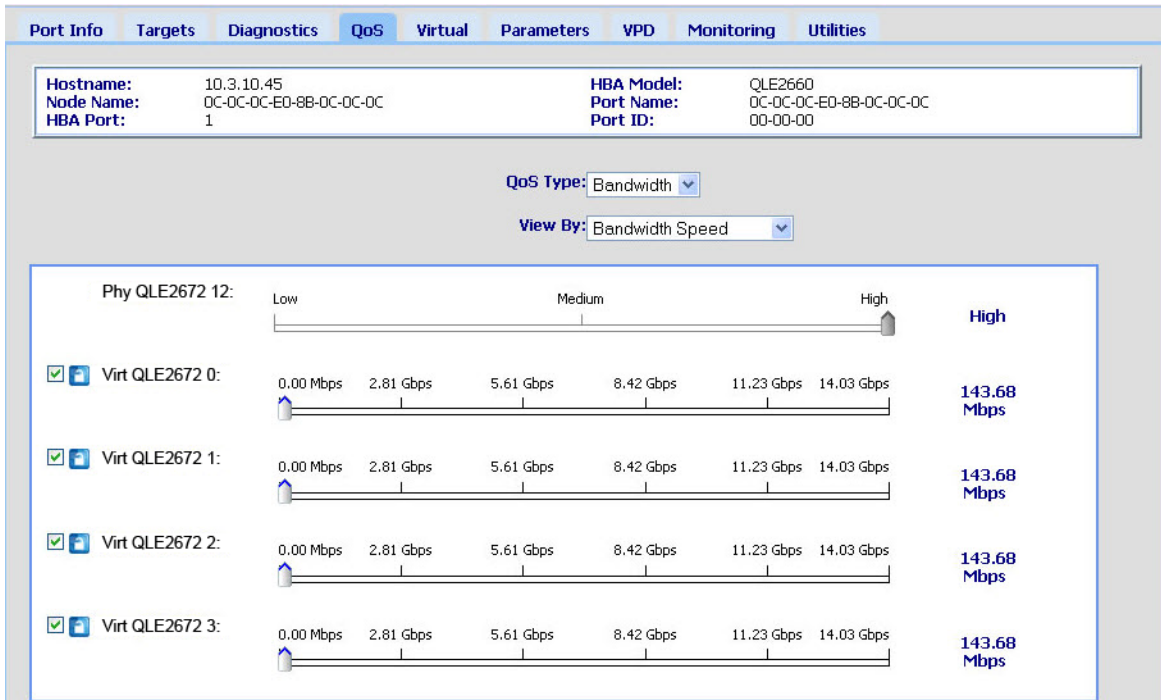 Port Info Targets Diagnostics QoS Virtual Parameters VPD Monitoring Utilities
Hostname: 10.3.10.45 HBA Model: QLE2660
Node Name: 0C-0C-0C-E0-8B-0C-0C-0C Port Name: 0C-0C-0C-E0-8B-0C-0C-0C
HBA Port: 1 Port ID: 00-00-00
QoS Type: Bandwidth
View By: Bandwidth Speed
Phy QLE2672 12: Low Medium High High
Virt QLE2672 0: 0.00 Mbps 2.81 Gbps 5.61 Gbps 8.42 Gbps 11.23 Gbps 14.03 Gbps 143.68
Mbps
Virt QLE2672 1: 0.00 Mbps 2.81 Gbps 5.61 Gbps 8.42 Gbps 11.23 Gbps 14.03 Gbps 143.68
Mbps
Virt QLE2672 2: 0.00 Mbps 2.81 Gbps 5.61 Gbps 8.42 Gbps 11.23 Gbps 14.03 Gbps 143.68
Mbps
Virt QLE2672 3: 0.00 Mbps 2.81 Gbps 5.61 Gbps 8.42 Gbps 11.23 Gbps 14.03 Gbps 143.68
Mbps